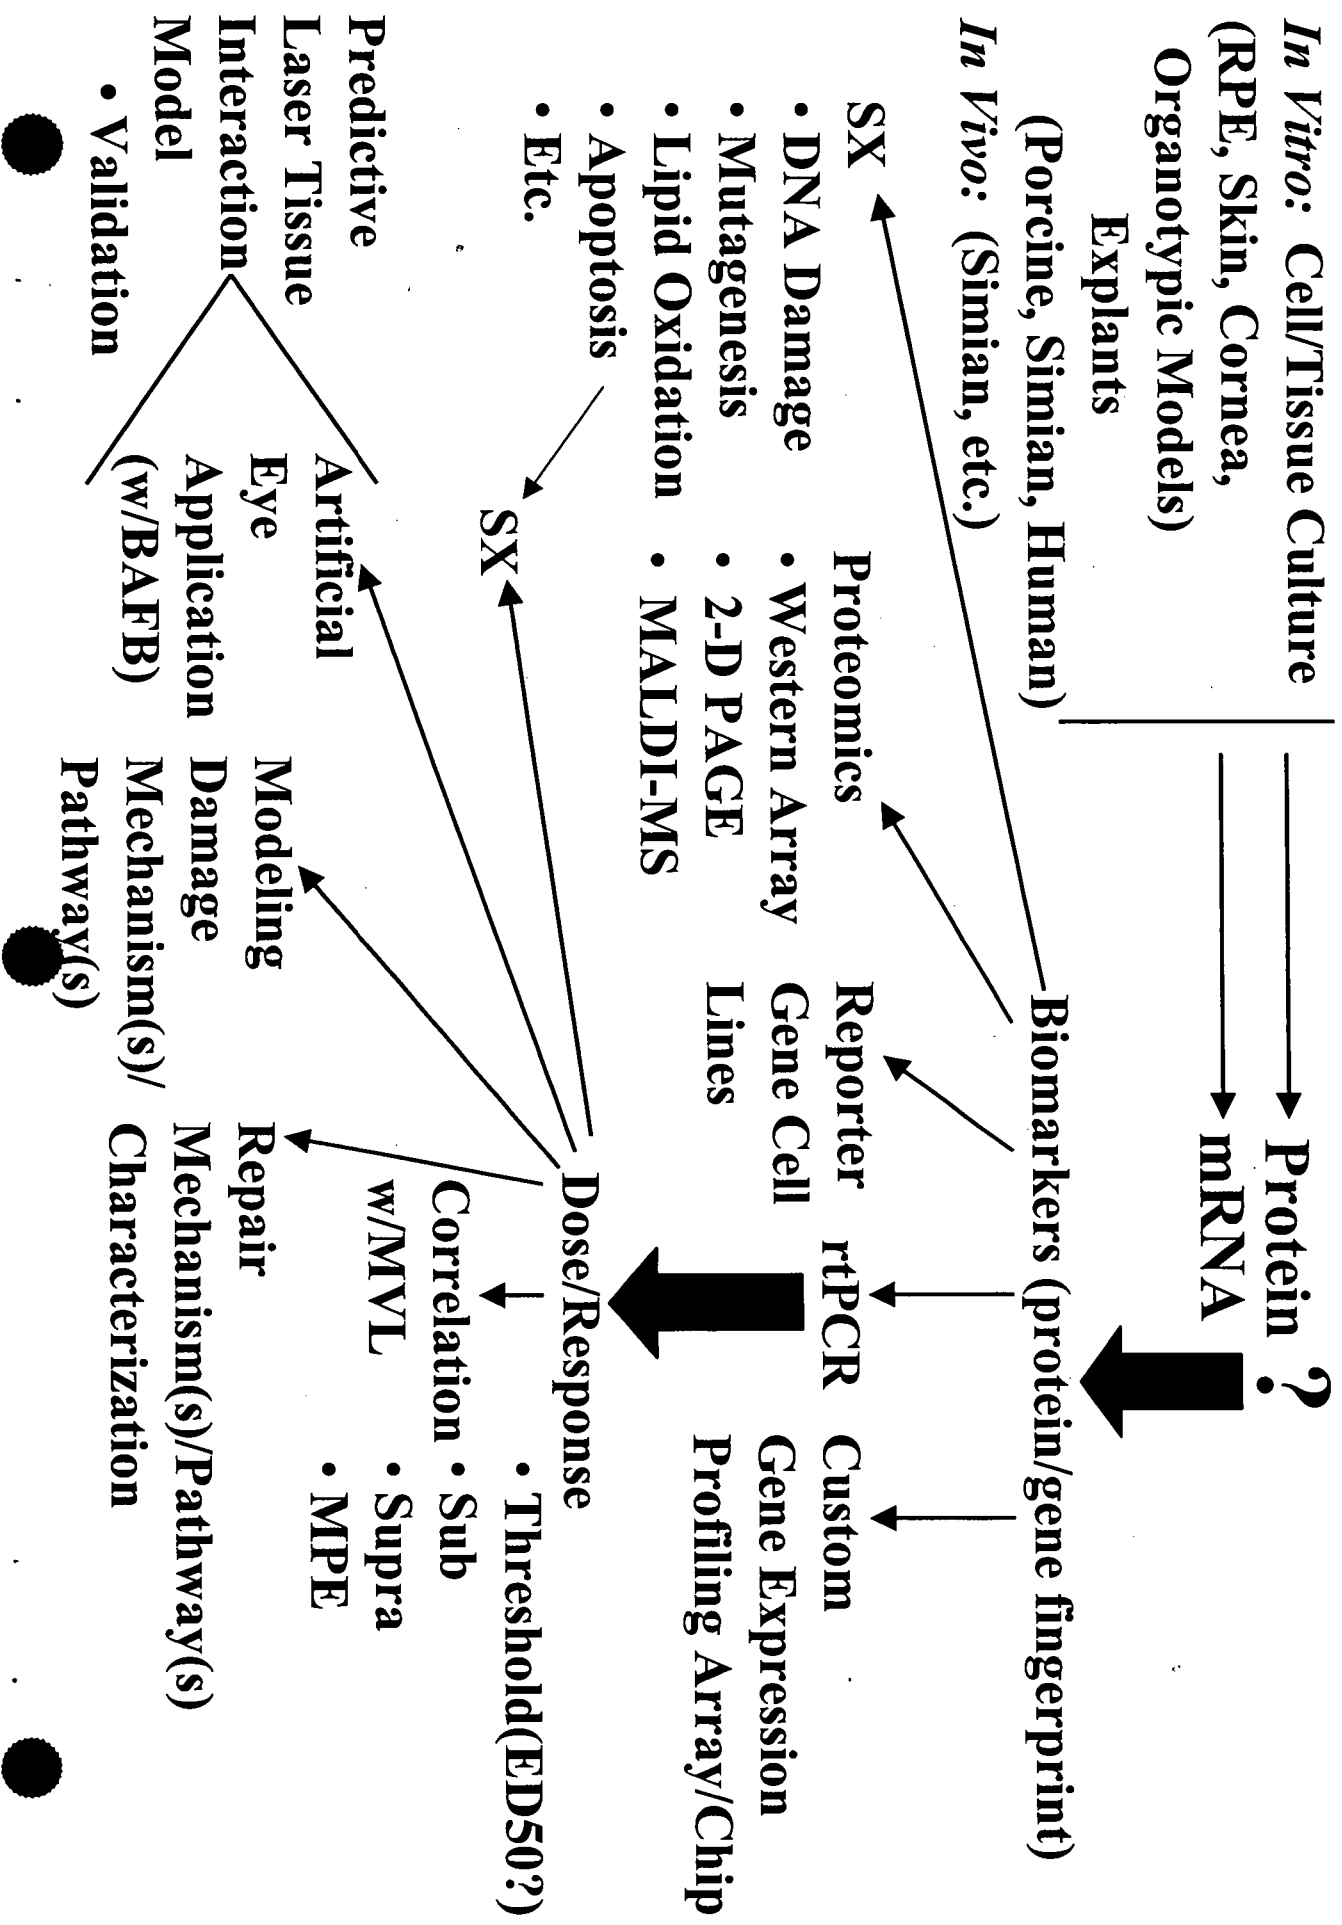 In Vitro: Cell/Tissue Culture
(RPE, Skin, Cornea,
Organotypic Models)
Explants
(Porcine, Simian, Human)
In Vivo: (Simian, etc.)
Protein
mRNA
?
Biomarkers (protein/gene fingerprint)
SX
• DNA Damage
• Mutagenesis
• Lipid Oxidation
• Apoptosis
• Etc.
Proteomics
• Western Array
• 2-D PAGE
• MALDI-MS
Reporter
Gene Cell
Lines
rtPCR
Custom
Gene Expression
Profiling Array/Chip
SX
Dose/Response
Correlation
w/MVL
• Threshold(ED50?)
• Sub
• Supra
• MPE
Predictive
Laser Tissue
Interaction
Model
• Validation
Artificial
Eye
Application
(w/BAFB)
Modeling
Damage
Mechanism(s)/
Pathway(s)
Repair
Mechanism(s)/Pathway(s)
Characterization